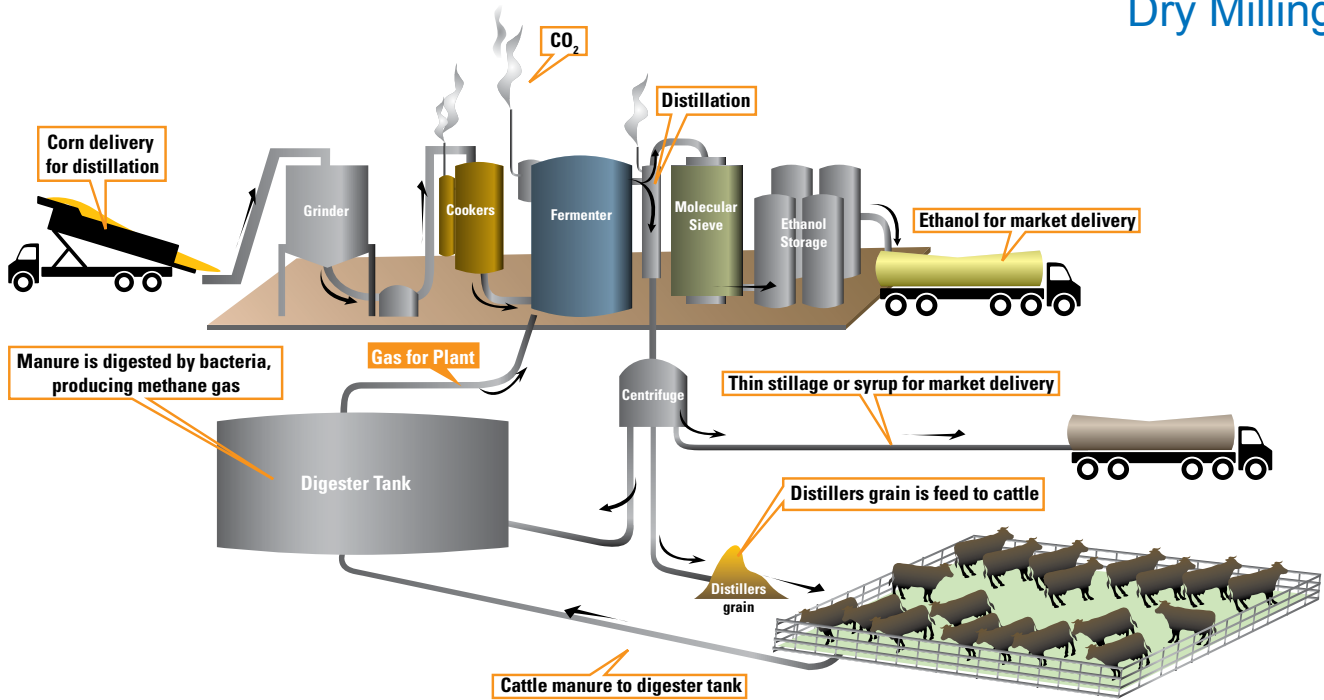 Dry Milling
CO2
Distillation
Corn delivery
for distillation
Grinder
Cookers
Fermenter
Molecular
Sieve
Ethanol
Storage
Ethanol for market delivery
Manure is digested by bacteria,
producing methane gas
Gas for Plant
Centrifuge
Thin stillage or syrup for market delivery
Digester Tank
Distillers grain is feed to cattle
Distillers
grain
Cattle manure to digester tank